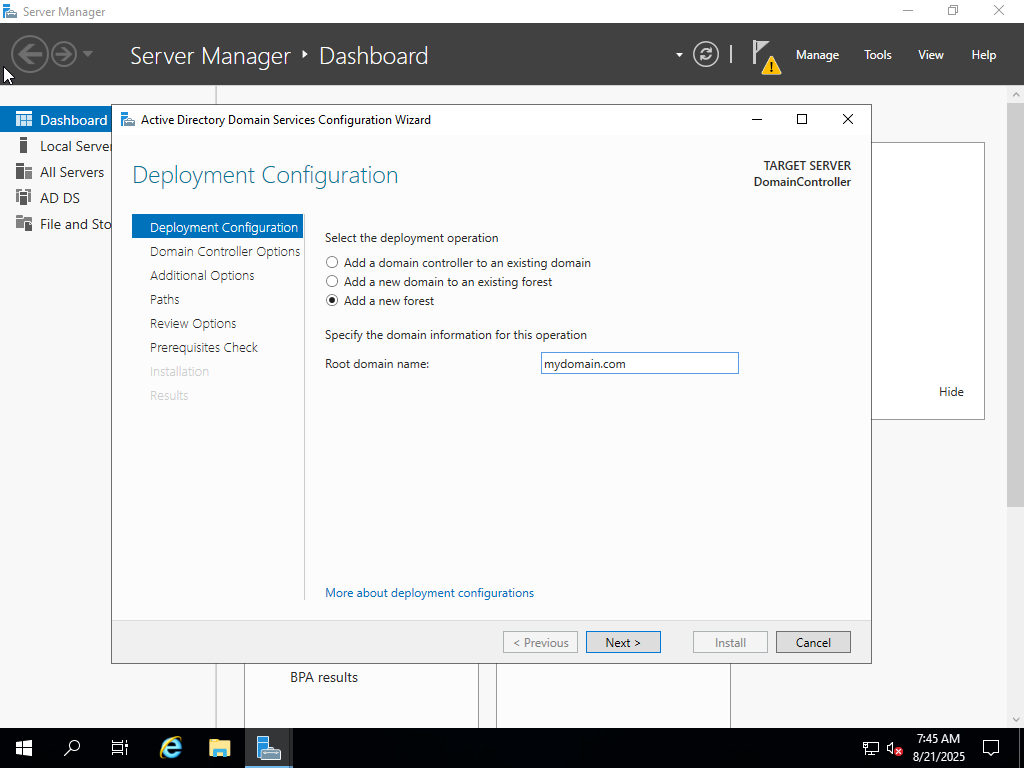 Server Manager
Server Manager ‣ Dashboard
Manage Tools View Help
Dashboard
Local Server
All Servers
AD DS
File and Sto
Active Directory Domain Services Configuration Wizard
Deployment Configuration
TARGET SERVER
DomainController
Deployment Configuration
Domain Controller Options
Additional Options
Paths
Review Options
Prerequisites Check
Installation
Results
Select the deployment operation
Add a domain controller to an existing domain
Add a new domain to an existing forest
Add a new forest
Specify the domain information for this operation
Root domain name: mydomain.com
More about deployment configurations
< Previous Next > Install Cancel
Hide
BPA results
7:45 AM
8/21/2025